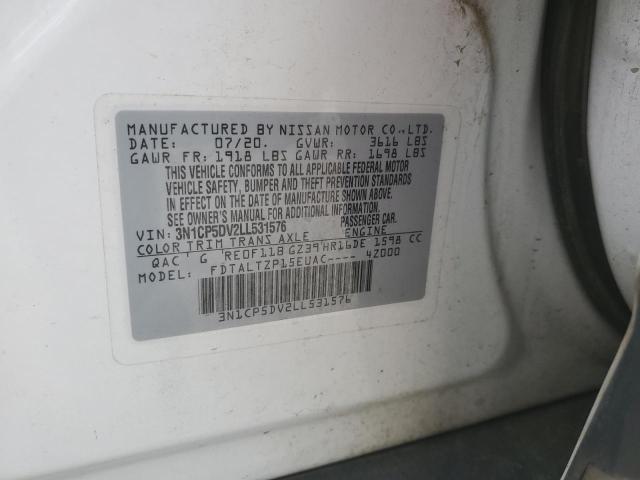 MANUFACTURED BY NISSAN MOTOR CO.,LTD.
DATE: 07/20. GVWR: 3616 LBS
GAWR FR: 1918 LBS GAWR RR: 1698 LBS
THIS VEHICLE CONFORMS TO ALL APPLICABLE FEDERAL MOTOR
VEHICLE SAFETY, BUMPER AND THEFT PREVENTION STANDARDS
IN EFFECT ON THE DATE OF MANUFACTURE SHOWN ABOVE.
SEE OWNER'S MANUAL FOR ADDITIONAL INFORMATION.
VIN: 3N1CP5DV2LL531576 PASSENGER CAR.
COLOR TRIM TRANS AXLE ENGINE
QAC G RE0F11B GZ39 HR16DE 1598 CC
MODEL: FDTALTZP15EUAC---- 42000
3N1CP5DV2LL531576